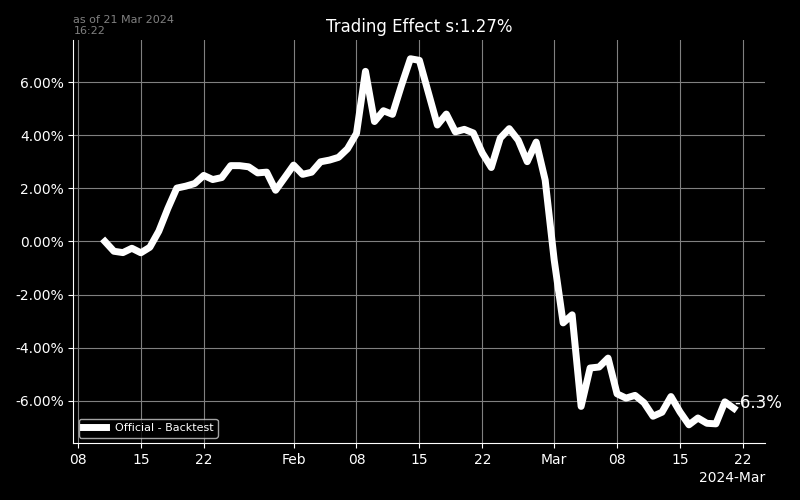 as of 21 Mar 2024
16:22
Trading Effect s:1.27%
6.00%
4.00%
2.00%
0.00%
-2.00%
-4.00%
-6.00%
-6.3%
Official - Backtest
08 15 22 Feb 08 15 22 Mar 08 15 22
2024-Mar